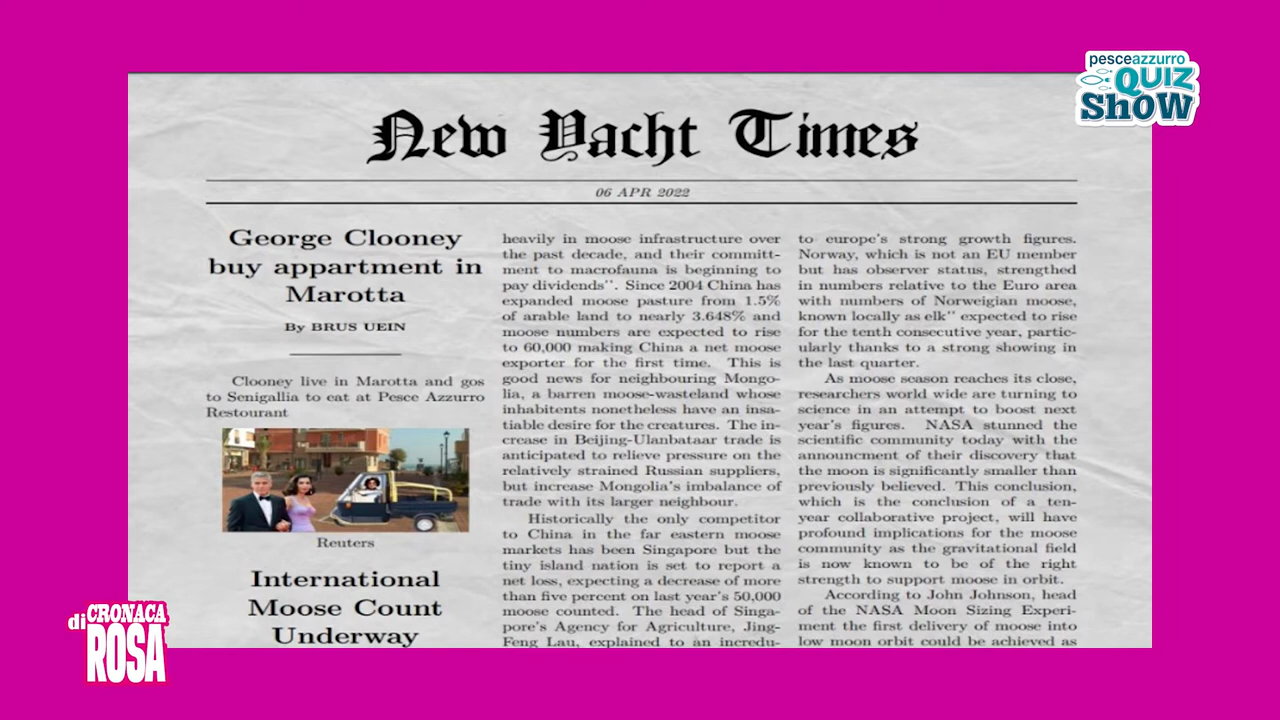 pesceazzurro
QUIZ
SHOW
New Yacht Times
06 APR 2022
George Clooney
buy appartment in
Marotta
By BRUS UEIN
Clooney live in Marotta and gos
to Senigallia to eat at Pesce Azzurro
Restourant
Reuters
International
Moose Count
Underway
heavily in moose infrastructure over
the past decade, and their committ-
ment to macrofauna is beginning to
pay dividends”. Since 2004 China has
expanded moose pasture from 1.5%
of arable land to nearly 3.648% and
moose numbers are expected to rise
to 60,000 making China a net moose
exporter for the first time. This is
good news for neighbouring Mongo-
lia, a barren moose-wasteland whose
inhabitents nonetheless have an insa-
tiable desire for the creatures. The in-
crease in Beijing-Ulanbataar trade is
anticipated to relieve pressure on the
relatively strained Russian suppliers,
but increase Mongolia's imbalance of
trade with its larger neighbour.
Historically the only competitor
to China in the far eastern moose
markets has been Singapore but the
tiny island nation is set to report a
net loss, expecting a decrease of more
than five percent on last year's 50,000
moose counted. The head of Singa-
pore's Agency for Agriculture, Jing-
Feng Lau, explained to an incredu-
to europe's strong growth figures.
Norway, which is not an EU member
but has observer status, strengthed
in numbers relative to the Euro area
with numbers of Norweigian moose,
known locally as elk” expected to rise
for the tenth consecutive year, partic-
ularly thanks to a strong showing in
the last quarter.
As moose season reaches its close,
researchers world wide are turning to
science in an attempt to boost next
year's figures. NASA stunned the
scientific community today with the
announcment of their discovery that
the moon is significantly smaller than
previously believed. This conclusion,
which is the conclusion of a ten-
year collaborative project, will have
profound implications for the moose
community as the gravitational field
is now known to be of the right
strength to support moose in orbit.
According to John Johnson, head
of the NASA Moon Sizing Experi-
ment the first delivery of moose into
low moon orbit could be achieved as
di CRONACA
ROSA